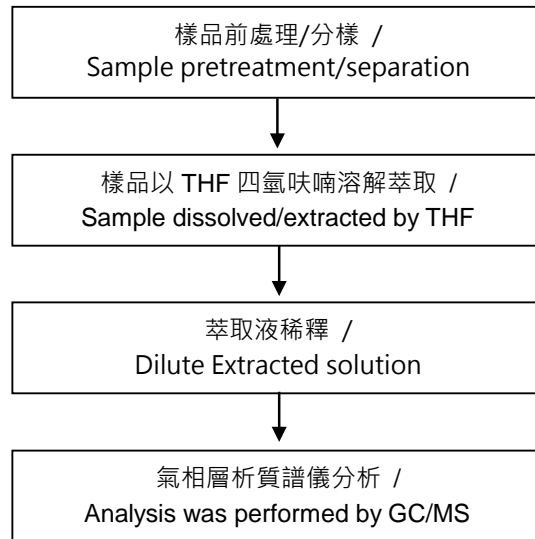 樣品前處理/分樣 /
Sample pretreatment/separation
樣品以 THF 四氫呋喃溶解萃取 /
Sample dissolved/extracted by THF
萃取液稀釋 /
Dilute Extracted solution
氣相層析質譜儀分析 /
Analysis was performed by GC/MS